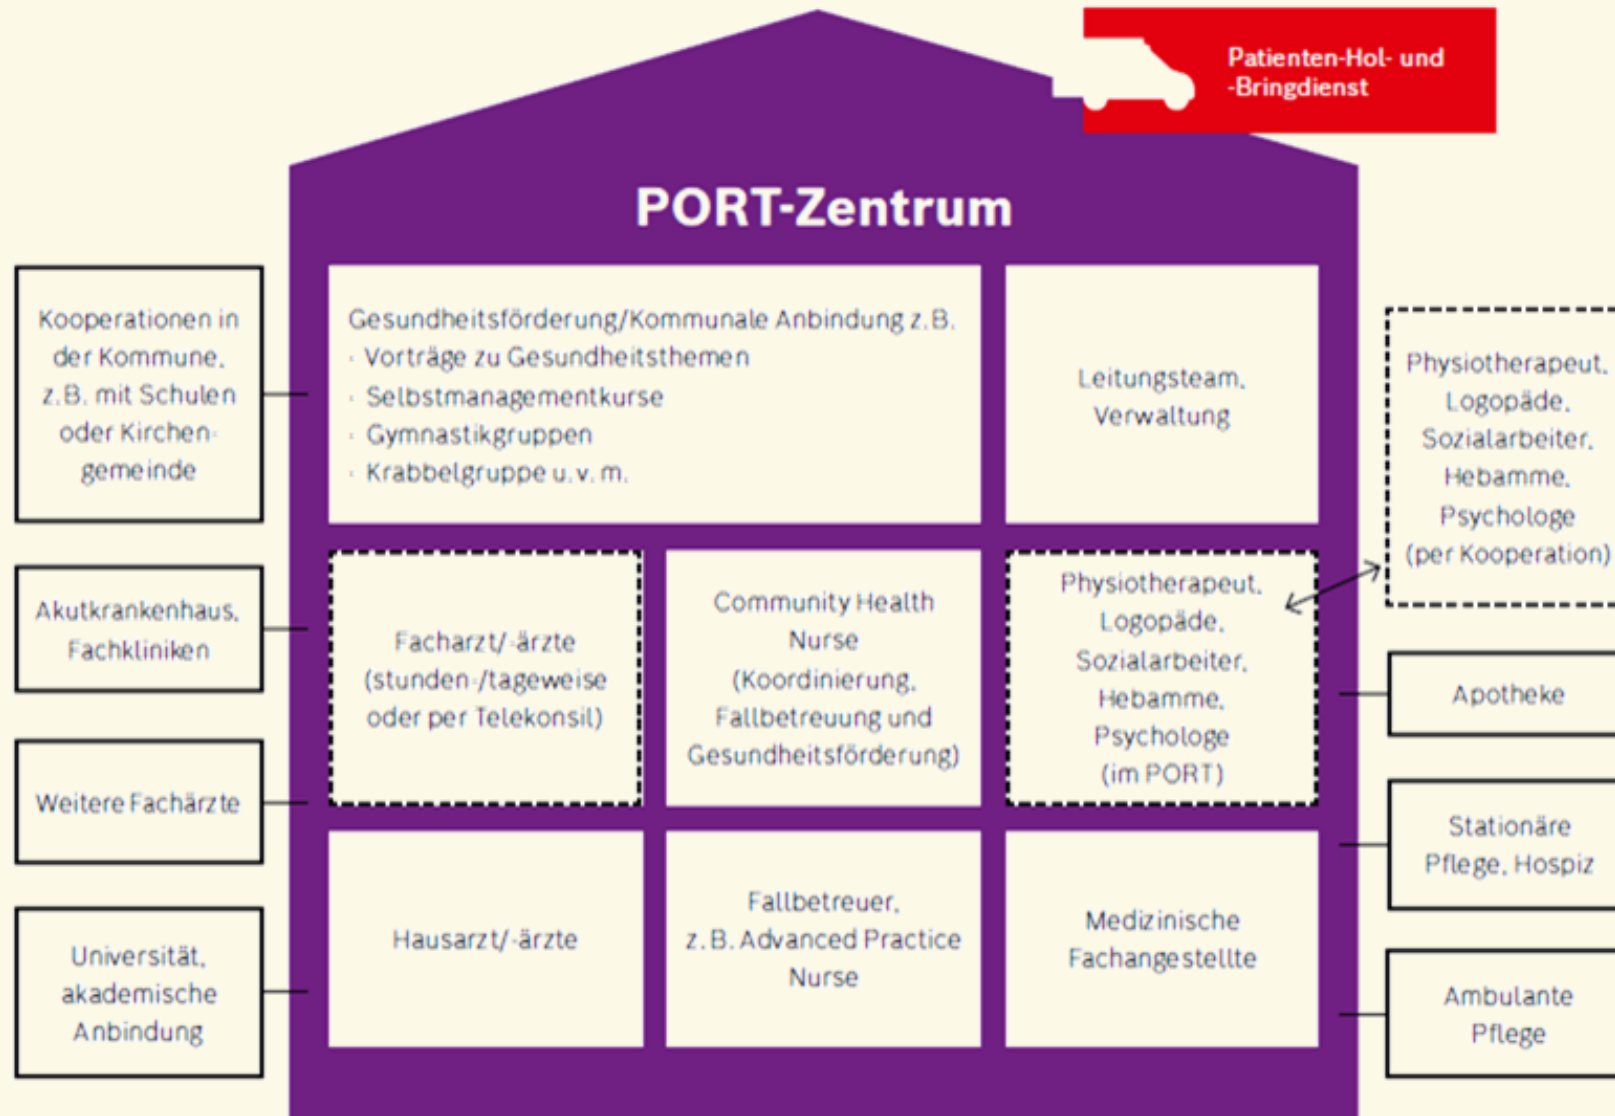 Patienten-Hol- und
-Bringdienst
PORT-Zentrum
Kooperationen in
der Kommune,
z.B. mit Schulen
oder Kirchen-
gemeinde
Akutkrankenhaus,
Fachkliniken
Weitere Fachärzte
Universität,
akademische
Anbindung
Gesundheitsförderung/Kommunale Anbindung z.B.
· Vorträge zu Gesundheitsthemen
· Selbstmanagementkurse
· Gymnastikgruppen
· Krabbelgruppe u.v.m.
Leitungsteam,
Verwaltung
Facharzt/-ärzte
(stunden-/tageweise
oder per Telekonsil)
Community Health
Nurse
(Koordinierung,
Fallbetreuung und
Gesundheitsförderung)
Physiotherapeut,
Logopäde,
Sozialarbeiter,
Hebamme,
Psychologe
(im PORT)
Hausarzt/-ärzte
Fallbetreuer,
z.B. Advanced Practice
Nurse
Medizinische
Fachangestellte
Physiotherapeut,
Logopäde,
Sozialarbeiter,
Hebamme,
Psychologe
(per Kooperation)
Apotheke
Stationäre
Pflege, Hospiz
Ambulante
Pflege